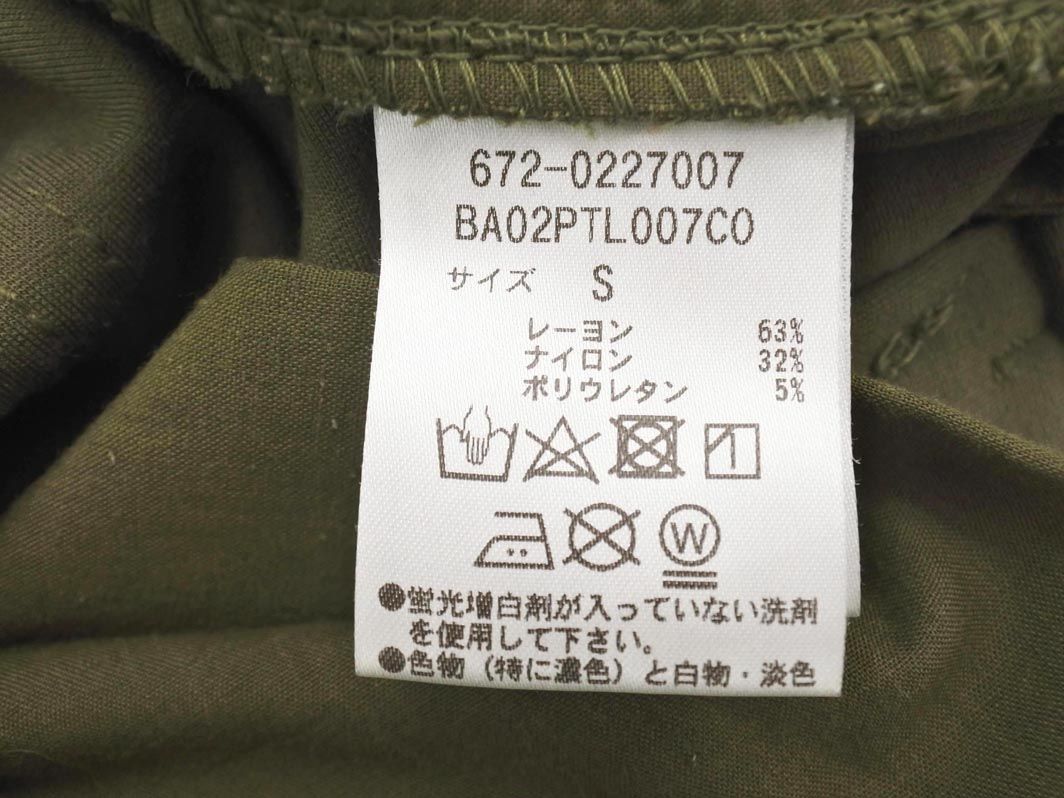 672-0227007
BA02PTL007CO
サイズ S
レーヨン 63%
ナイロン 32%
ポリウレタン 5%
W
●蛍光増白剤が入っていない洗剤
を使用して下さい。
●色物（特に濃色）と白物・淡色